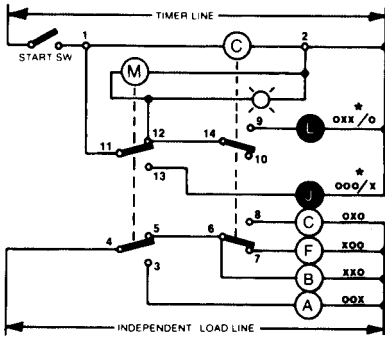 TIMER LINE
1
C
2
START SW
M
*
9
L
oxx/o
12
14
11
10
13
*
ooo/x
J
8
C
oxo
5
6
4
7
F
xoo
3
B
xxo
A
oox
INDEPENDENT LOAD LINE